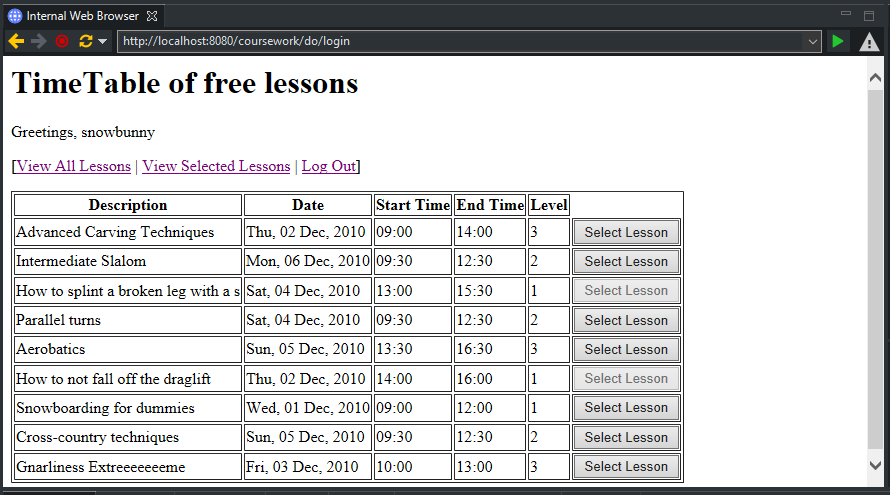 Internal Web Browser
http://localhost:8080/coursework/do/login
TimeTable of free lessons
Greetings, snowbunny
[View All Lessons | View Selected Lessons | Log Out]
Description Date Start Time End Time Level
Advanced Carving Techniques Thu, 02 Dec, 2010 09:00 14:00 3 Select Lesson
Intermediate Slalom Mon, 06 Dec, 2010 09:30 12:30 2 Select Lesson
How to splint a broken leg with a s Sat, 04 Dec, 2010 13:00 15:30 1 Select Lesson
Parallel turns Sat, 04 Dec, 2010 09:30 12:30 2 Select Lesson
Aerobatics Sun, 05 Dec, 2010 13:30 16:30 3 Select Lesson
How to not fall off the draglift Thu, 02 Dec, 2010 14:00 16:00 1 Select Lesson
Snowboarding for dummies Wed, 01 Dec, 2010 09:00 12:00 1 Select Lesson
Cross-country techniques Sun, 05 Dec, 2010 09:30 12:30 2 Select Lesson
Gnarliness Extreeeeeeeme Fri, 03 Dec, 2010 10:00 13:00 3 Select Lesson